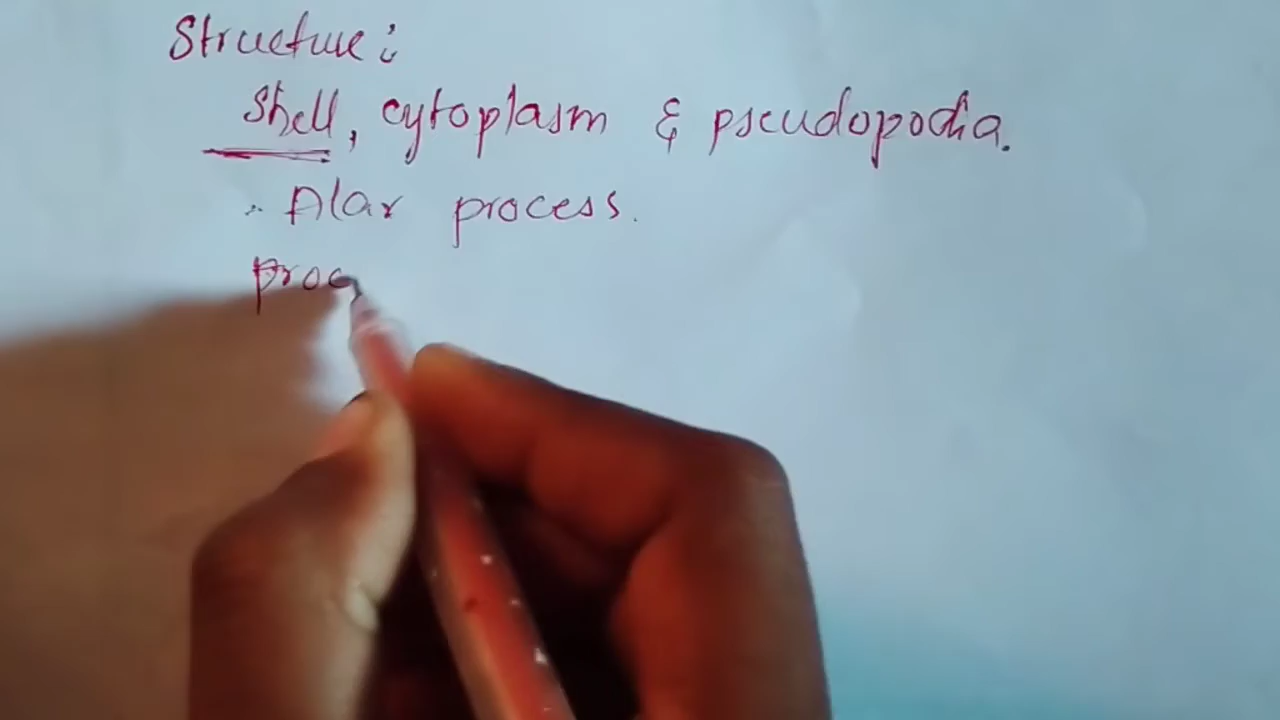 Structure:
Shell, cytoplasm & pseudopodia.
Alar process.
proc